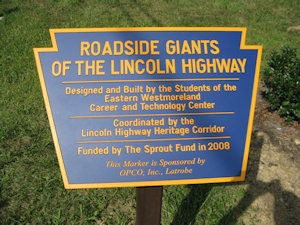 ROADSIDE GIANTS
OF THE LINCOLN HIGHWAY
Designed and Built by the Students of the
Eastern Westmoreland
Career and Technology Center
Coordinated by the
Lincoln Highway Heritage Corridor
Funded by The Sprout Fund in 2008
This Marker is Sponsored by
OPCO, Inc., Latrobe